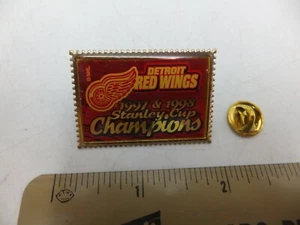 DETROIT
RED WINGS
1997 & 1998
Stanley Cup
Champions
1
2